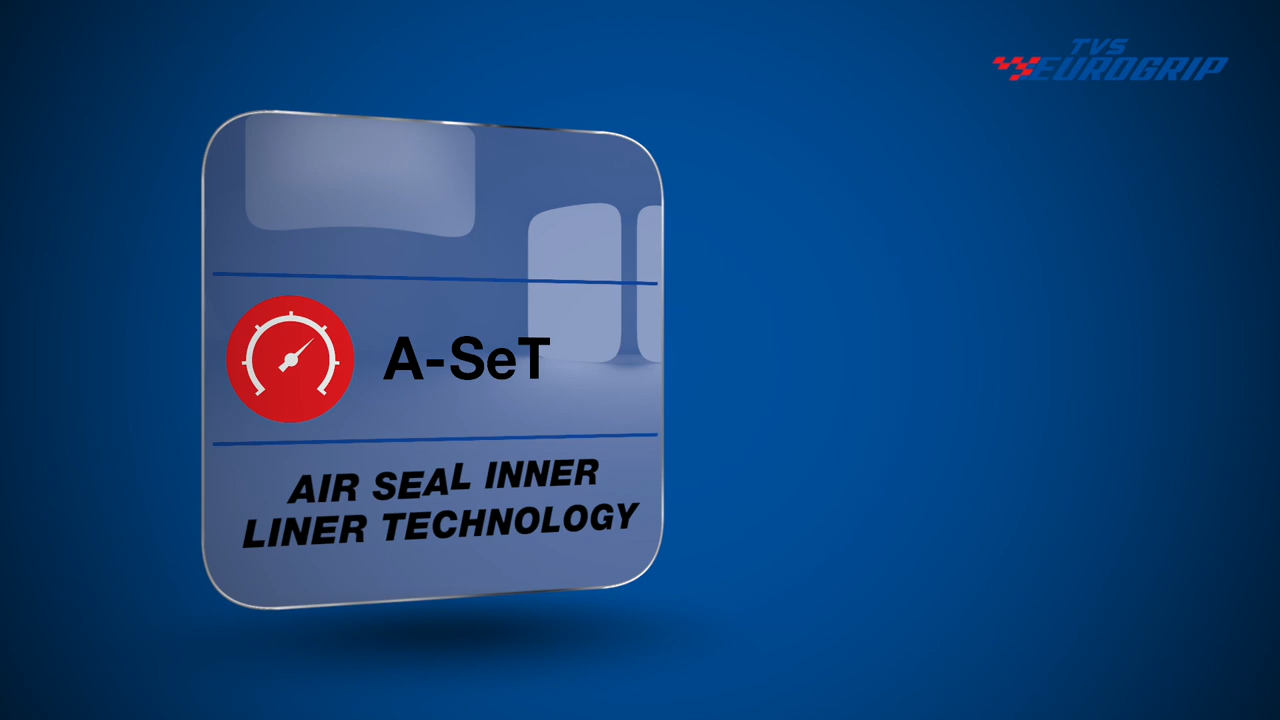 TVS
EUROGRIP
A-SeT
AIR SEAL INNER
LINER TECHNOLOGY